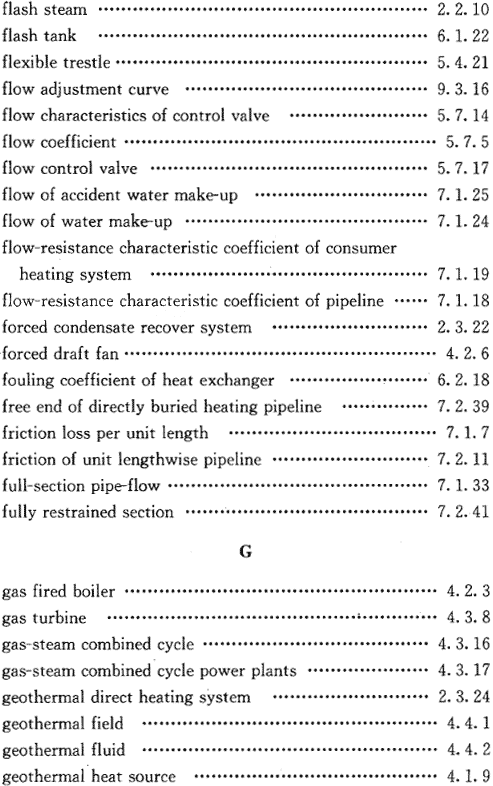 flash steam ································ 2. 2. 10
flash tank ································ 6. 1. 22
flexible trestle ································ 5. 4. 21
flow adjustment curve ································ 9. 3. 16
flow characteristics of control valve ···················· 5. 7. 14
flow coefficient ································ 5. 7. 5
flow control valve ································ 5. 7. 17
flow of accident water make-up ························ 7. 1. 25
flow of water make-up ································ 7. 1. 24
flow-resistance characteristic coefficient of consumer
heating system ································ 7. 1. 19
flow-resistance characteristic coefficient of pipeline ······ 7. 1. 18
forced condensate recover system ······················ 2. 3. 22
forced draft fan ································ 4. 2. 6
fouling coefficient of heat exchanger ···················· 6. 2. 18
free end of directly buried heating pipeline ·············· 7. 2. 39
friction loss per unit length ································ 7. 1. 7
friction of unit lengthwise pipeline ······················ 7. 2. 11
full-section pipe-flow ································ 7. 1. 33
fully restrained section ································ 7. 2. 41
G
gas fired boiler ································ 4. 2. 3
gas turbine ································ 4. 3. 8
gas-steam combined cycle ································ 4. 3. 16
gas-steam combined cycle power plants ·················· 4. 3. 17
geothermal direct heating system ······················ 2. 3. 24
geothermal field ································ 4. 4. 1
geothermal fluid ································ 4. 4. 2
geothermal heat source ································ 4. 1. 9